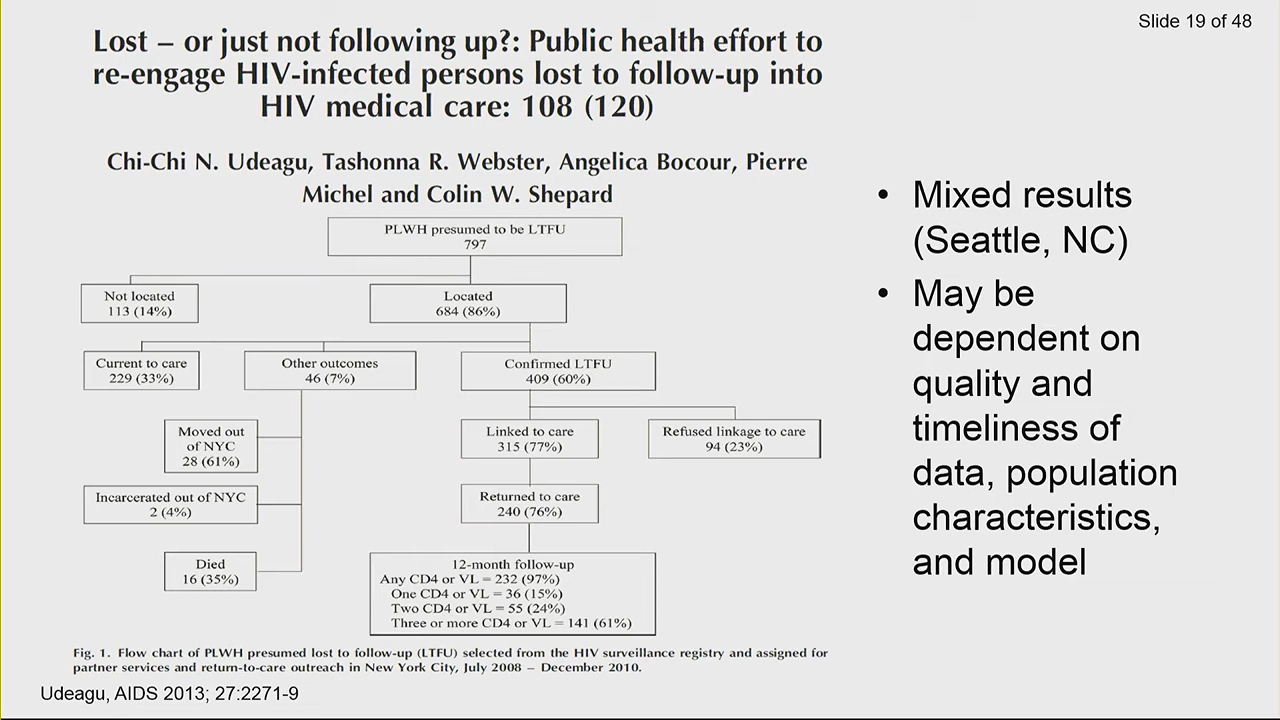 Slide 19 of 48
Lost – or just not following up?: Public health effort to
re-engage HIV-infected persons lost to follow-up into
HIV medical care: 108 (120)
Chi-Chi N. Udeagu, Tashonna R. Webster, Angelica Bocour, Pierre
Michel and Colin W. Shepard
PLWH presumed to be LTFU
797
Not located
113 (14%)
Located
684 (86%)
Current to care
229 (33%)
Other outcomes
46 (7%)
Confirmed LTFU
409 (60%)
Moved out
of NYC
28 (61%)
Linked to care
315 (77%)
Refused linkage to care
94 (23%)
Incarcerated out of NYC
2 (4%)
Returned to care
240 (76%)
Died
16 (35%)
12-month follow-up
Any CD4 or VL = 232 (97%)
One CD4 or VL = 36 (15%)
Two CD4 or VL = 55 (24%)
Three or more CD4 or VL = 141 (61%)
Fig. 1. Flow chart of PLWH presumed lost to follow-up (LTFU) selected from the HIV surveillance registry and assigned for
partner services and return-to-care outreach in New York City, July 2008 – December 2010.
Udeagu, AIDS 2013; 27:2271-9
• Mixed results
(Seattle, NC)
• May be
dependent on
quality and
timeliness of
data, population
characteristics,
and model